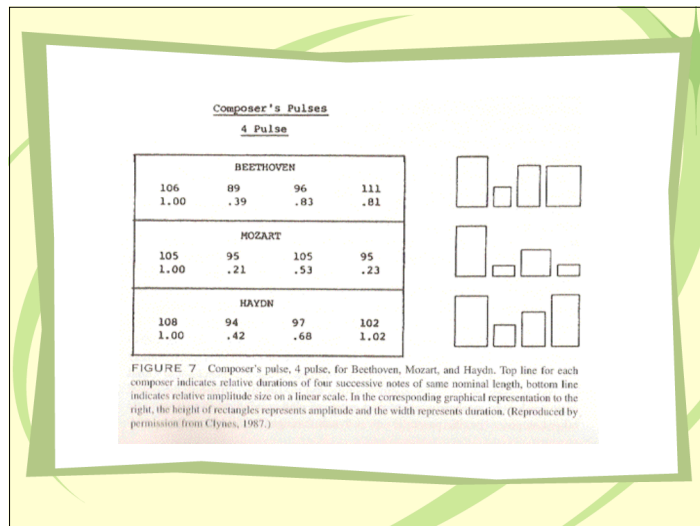 Composer's Pulses
4 Pulse
BEETHOVEN
106 89 96 111
1.00 .39 .83 .81
MOZART
105 95 105 95
1.00 .21 .53 .23
HAYDN
108 94 97 102
1.00 .42 .68 1.02
FIGURE 7 Composer's pulse, 4 pulse, for Beethoven, Mozart, and Haydn. Top line for each
composer indicates relative durations of four successive notes of same nominal length, bottom line
indicates relative amplitude size on a linear scale. In the corresponding graphical representation to the
right, the height of rectangles represents amplitude and the width represents duration. (Reproduced by
permission from Clynes, 1987.)